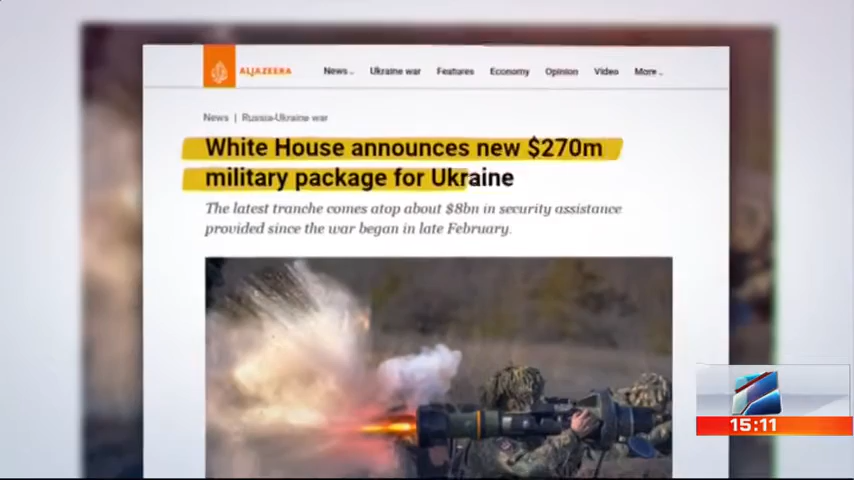 ALJAZEERA
News Ukraine war Features Economy Opinion Video More
News | Russia-Ukraine war
White House announces new $270m
military package for Ukraine
The latest tranche comes atop about $8bn in security assistance
provided since the war began in late February.
15:11